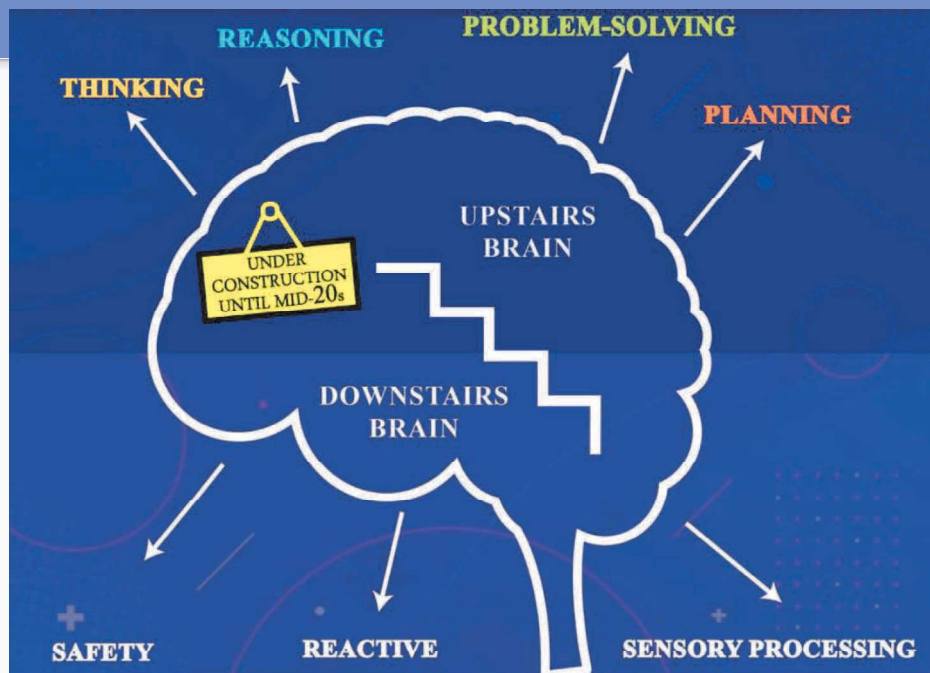 REASONING
PROBLEM-SOLVING
THINKING
PLANNING
UPSTAIRS
BRAIN
UNDER
CONSTRUCTION
UNTIL MID-20s
DOWNSTAIRS
BRAIN
SAFETY
REACTIVE
SENSORY PROCESSING